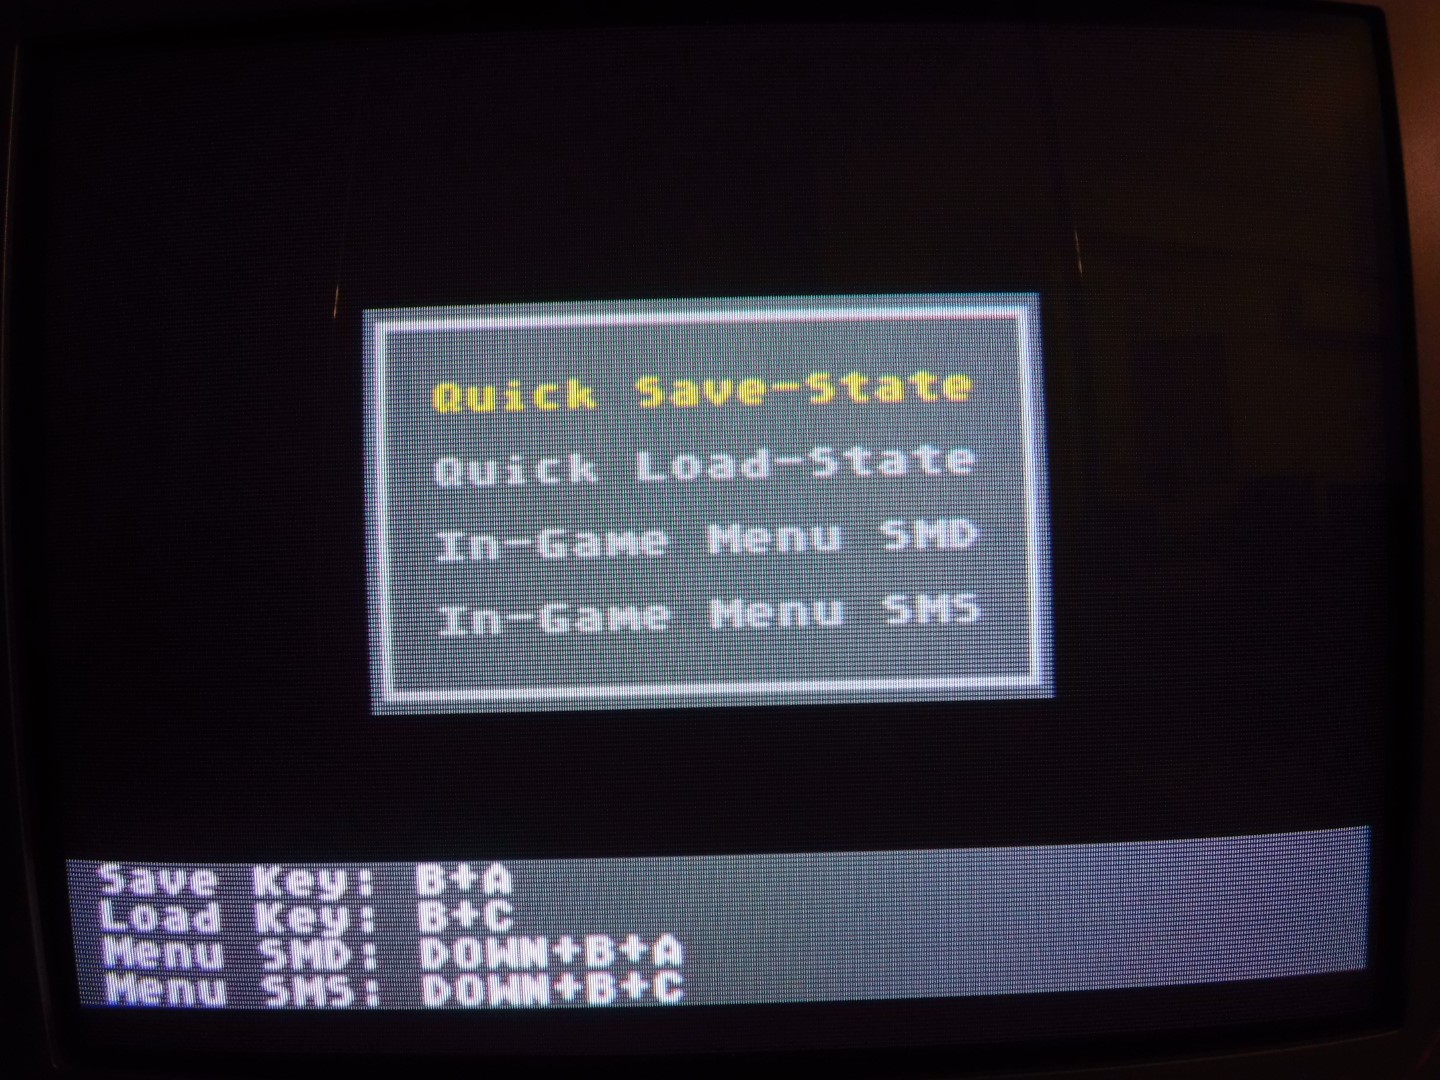 Quick Save-State
Quick Load-State
In-Game Menu SMD
In-Game Menu SMS
Save Key: B+A
Load Key: B+C
Menu SMD: DOWN+B+A
Menu SMS: DOWN+B+C